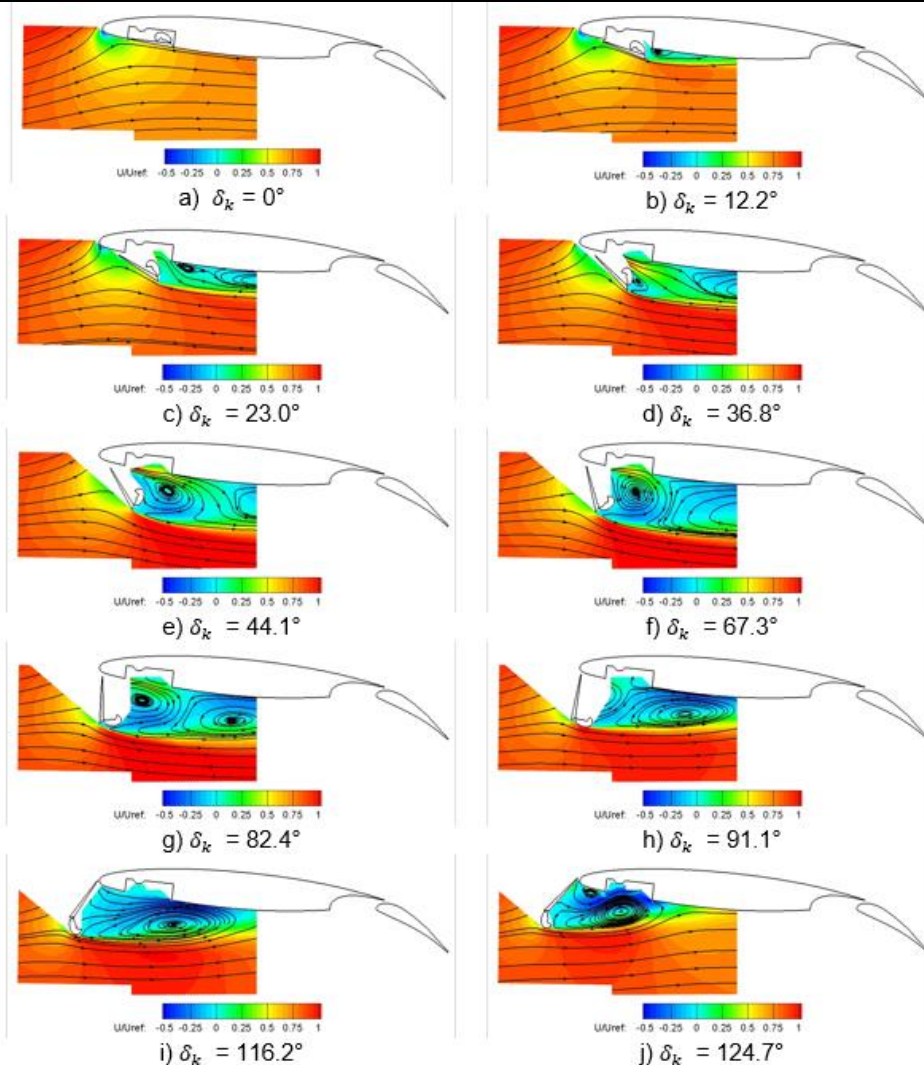 U/Uref: -0.5 -0.25 0 0.25 0.5 0.75 1
a) δₖ = 0°
U/Uref: -0.5 -0.25 0 0.25 0.5 0.75 1
b) δₖ = 12.2°
U/Uref: -0.5 -0.25 0 0.25 0.5 0.75 1
c) δₖ = 23.0°
U/Uref: -0.5 -0.25 0 0.25 0.5 0.75 1
d) δₖ = 36.8°
U/Uref: -0.5 -0.25 0 0.25 0.5 0.75 1
e) δₖ = 44.1°
U/Uref: -0.5 -0.25 0 0.25 0.5 0.75 1
f) δₖ = 67.3°
U/Uref: -0.5 -0.25 0 0.25 0.5 0.75 1
g) δₖ = 82.4°
U/Uref: -0.5 -0.25 0 0.25 0.5 0.75 1
h) δₖ = 91.1°
U/Uref: -0.5 -0.25 0 0.25 0.5 0.75 1
i) δₖ = 116.2°
U/Uref: -0.5 -0.25 0 0.25 0.5 0.75 1
j) δₖ = 124.7°